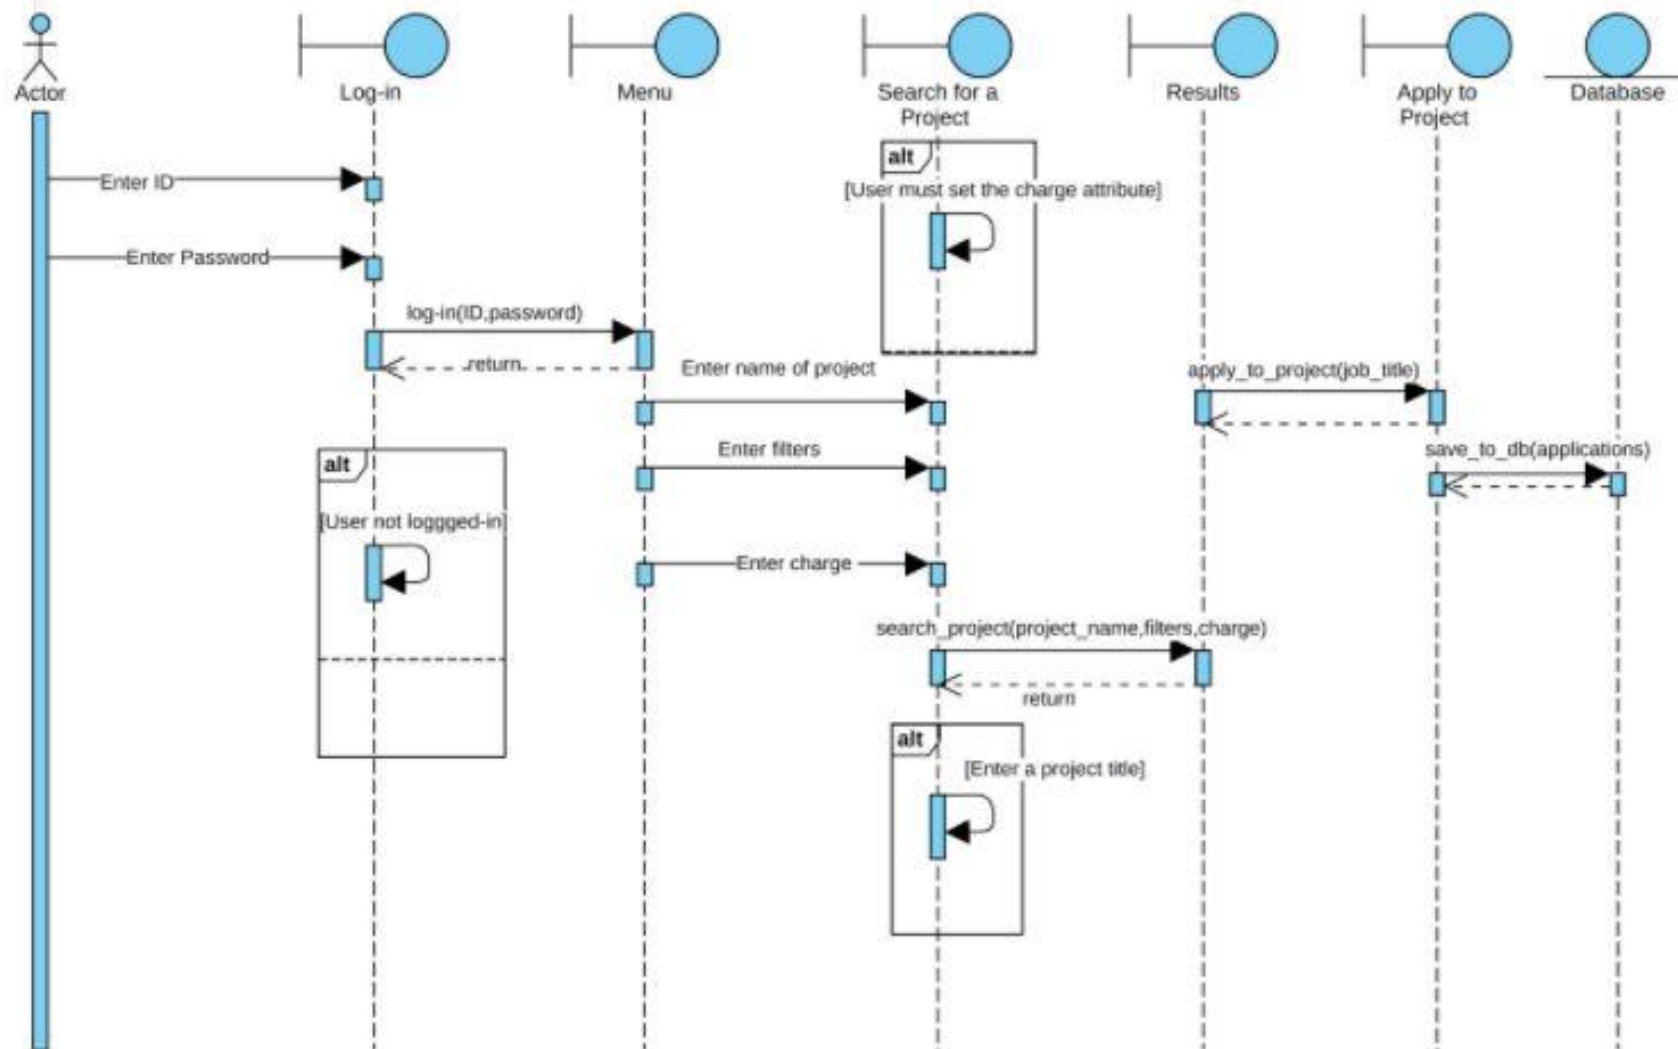 Actor
Log-in
Menu
Search for a
Project
Results
Apply to
Project
Database
alt
[User must set the charge attribute]
Enter ID
Enter Password
log-in(ID,password)
return
Enter name of project
apply_to_project(job_title)
Enter filters
save_to_db(applications)
alt
[User not loggged-in]
Enter charge
search_project(project_name,filters,charge)
return
alt
[Enter a project title]